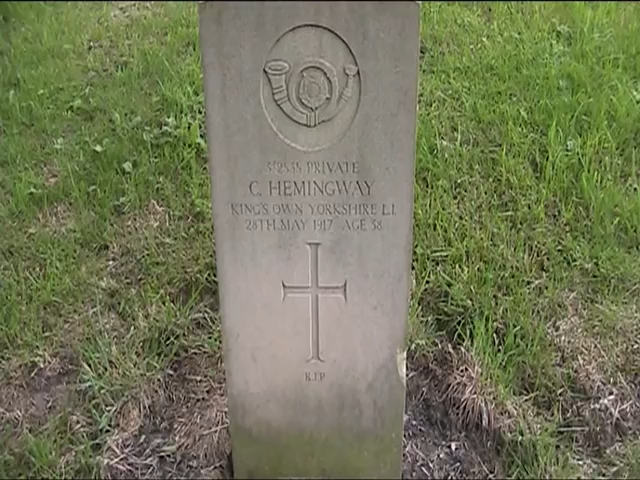 PRIVATE
C. HEMINGWAY
KING'S OWN YORKSHIRE L.I.
28TH MAY 1917 AGE 38
R.I.P